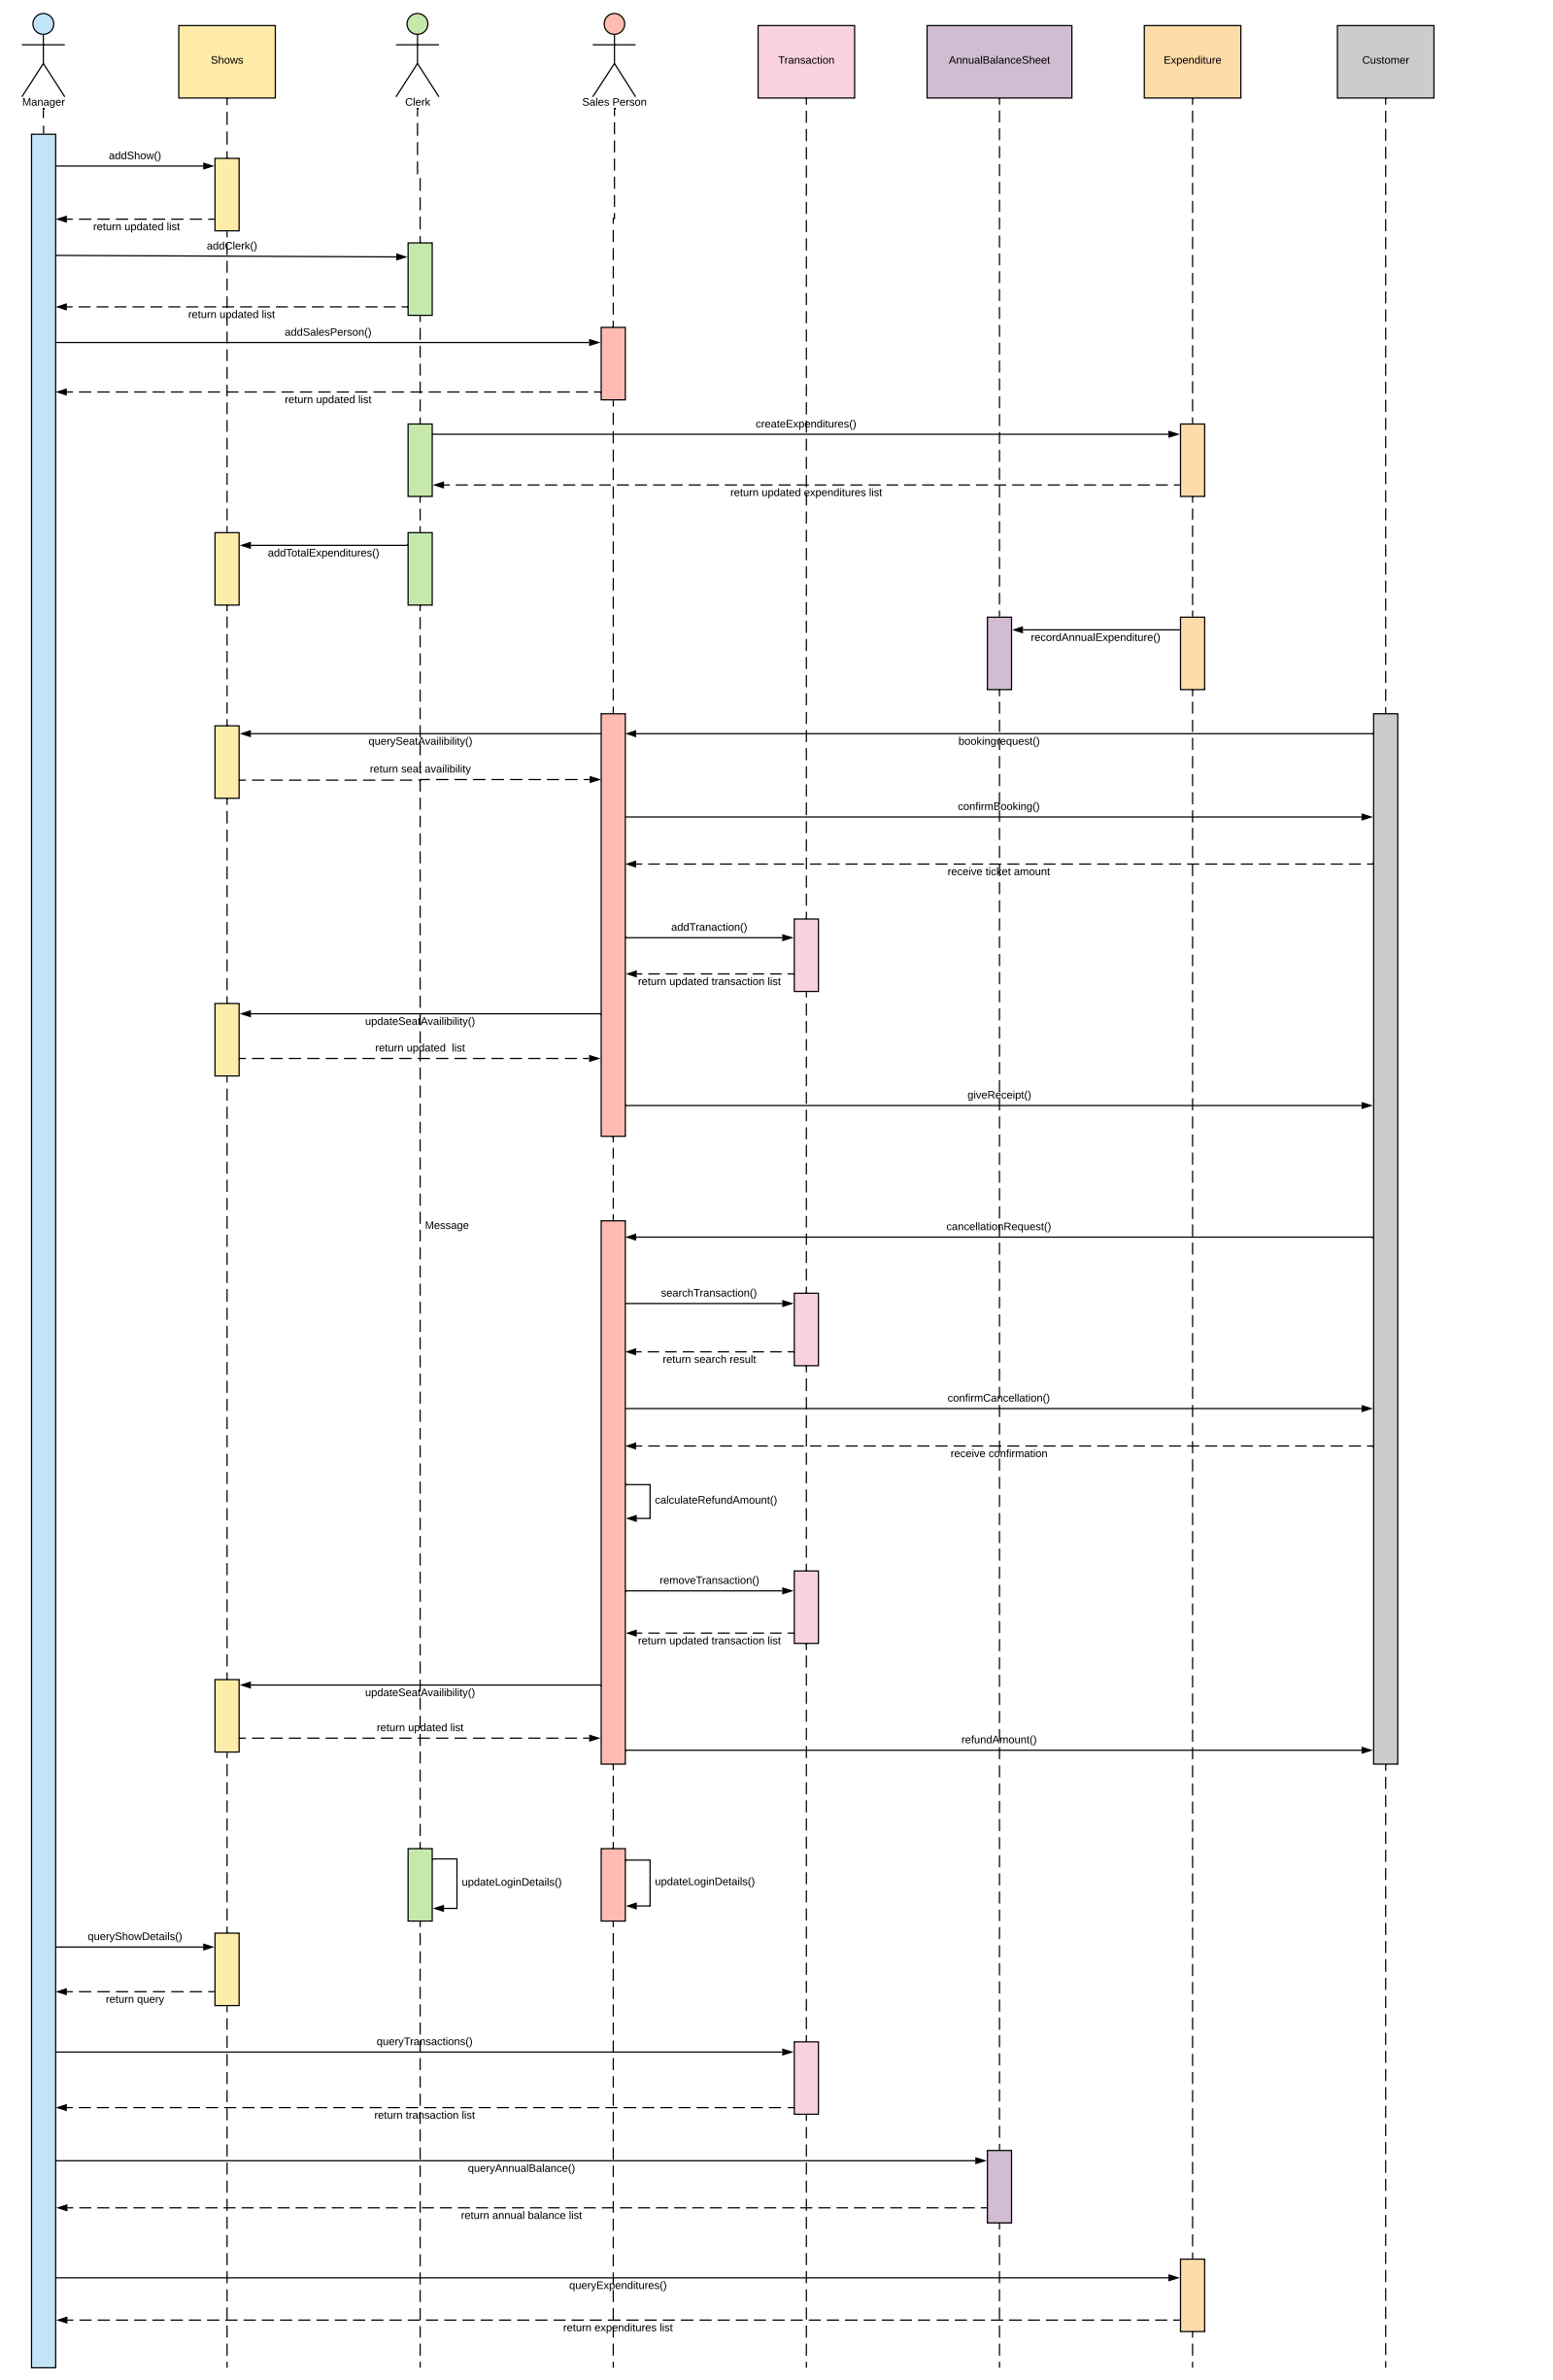 Manager
Shows
Clerk
Sales Person
Transaction
AnnualBalanceSheet
Expenditure
Customer
addShow()
return updated list
addClerk()
return updated list
addSalesPerson()
return updated list
createExpenditures()
return updated expenditures list
addTotalExpenditures()
recordAnnualExpenditure()
querySeatAvailibility()
bookingrequest()
return seat availibility
confirmBooking()
receive ticket amount
addTranaction()
return updated transaction list
updateSeatAvailibility()
return updated  list
giveReceipt()
Message
cancellationRequest()
searchTransaction()
return search result
confirmCancellation()
receive confirmation
calculateRefundAmount()
removeTransaction()
return updated transaction list
updateSeatAvailibility()
return updated list
refundAmount()
updateLoginDetails()
updateLoginDetails()
queryShowDetails()
return query
queryTransactions()
return transaction list
queryAnnualBalance()
return annual balance list
queryExpenditures()
return expenditures list